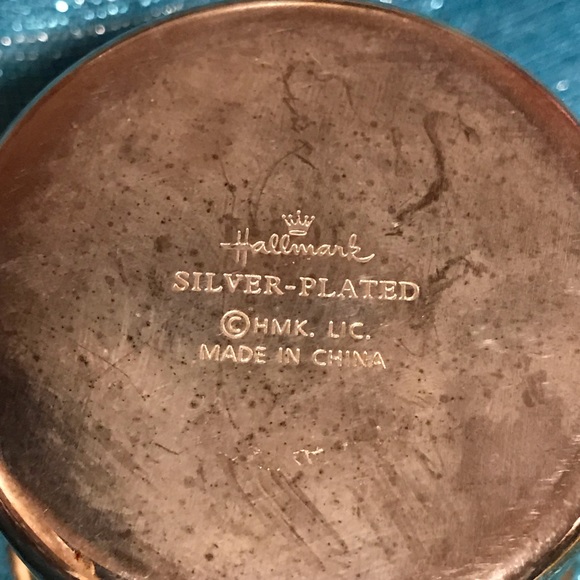 Hallmark
SILVER-PLATED
©HMK. LIC.
MADE IN CHINA